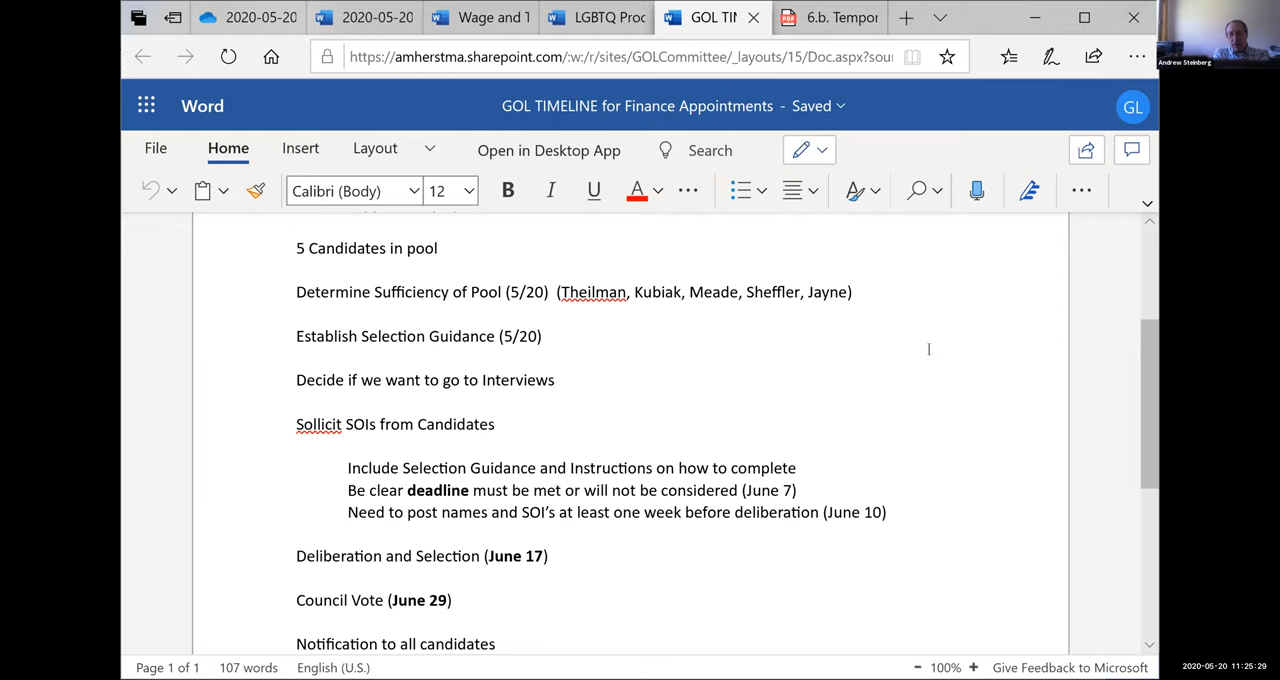 2020-05-20
2020-05-20
Wage and T
LGBTQ Proc
GOL TIM
6.b. Tempor
https://amherstma.sharepoint.com/:w:/r/sites/GOLCommittee/_layouts/15/Doc.aspx?sour
Andrew Steinberg
Word
GOL TIMELINE for Finance Appointments - Saved
GL
File Home Insert Layout Open in Desktop App Search
Calibri (Body) 12 B I U A
5 Candidates in pool
Determine Sufficiency of Pool (5/20) (Theilman, Kubiak, Meade, Sheffler, Jayne)
Establish Selection Guidance (5/20)
Decide if we want to go to Interviews
Sollicit SOIs from Candidates
Include Selection Guidance and Instructions on how to complete
Be clear deadline must be met or will not be considered (June 7)
Need to post names and SOI's at least one week before deliberation (June 10)
Deliberation and Selection (June 17)
Council Vote (June 29)
Notification to all candidates
Page 1 of 1 107 words English (U.S.) - 100% + Give Feedback to Microsoft
2020-05-20 11:25:29